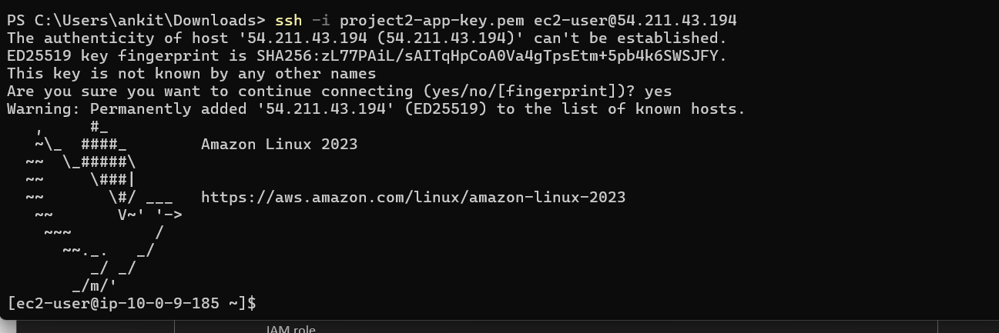 PS C:\Users\ankit\Downloads> ssh -i project2-app-key.pem ec2-user@54.211.43.194
The authenticity of host '54.211.43.194 (54.211.43.194)' can't be established.
ED25519 key fingerprint is SHA256:zL77PAiL/sAITqHpCoA0Va4gTpsEtm+5pb4k6SWSJFY.
This key is not known by any other names
Are you sure you want to continue connecting (yes/no/[fingerprint])? yes
Warning: Permanently added '54.211.43.194' (ED25519) to the list of known hosts.
   ,     #_
   ~\_  ####_        Amazon Linux 2023
  ~~  \_#####\
  ~~     \###|
  ~~       \#/ ___   https://aws.amazon.com/linux/amazon-linux-2023
   ~~       V~' '->
    ~~~         /
      ~~._.   _/
         _/ _/
       _/m/'
[ec2-user@ip-10-0-9-185 ~]$
IAM role